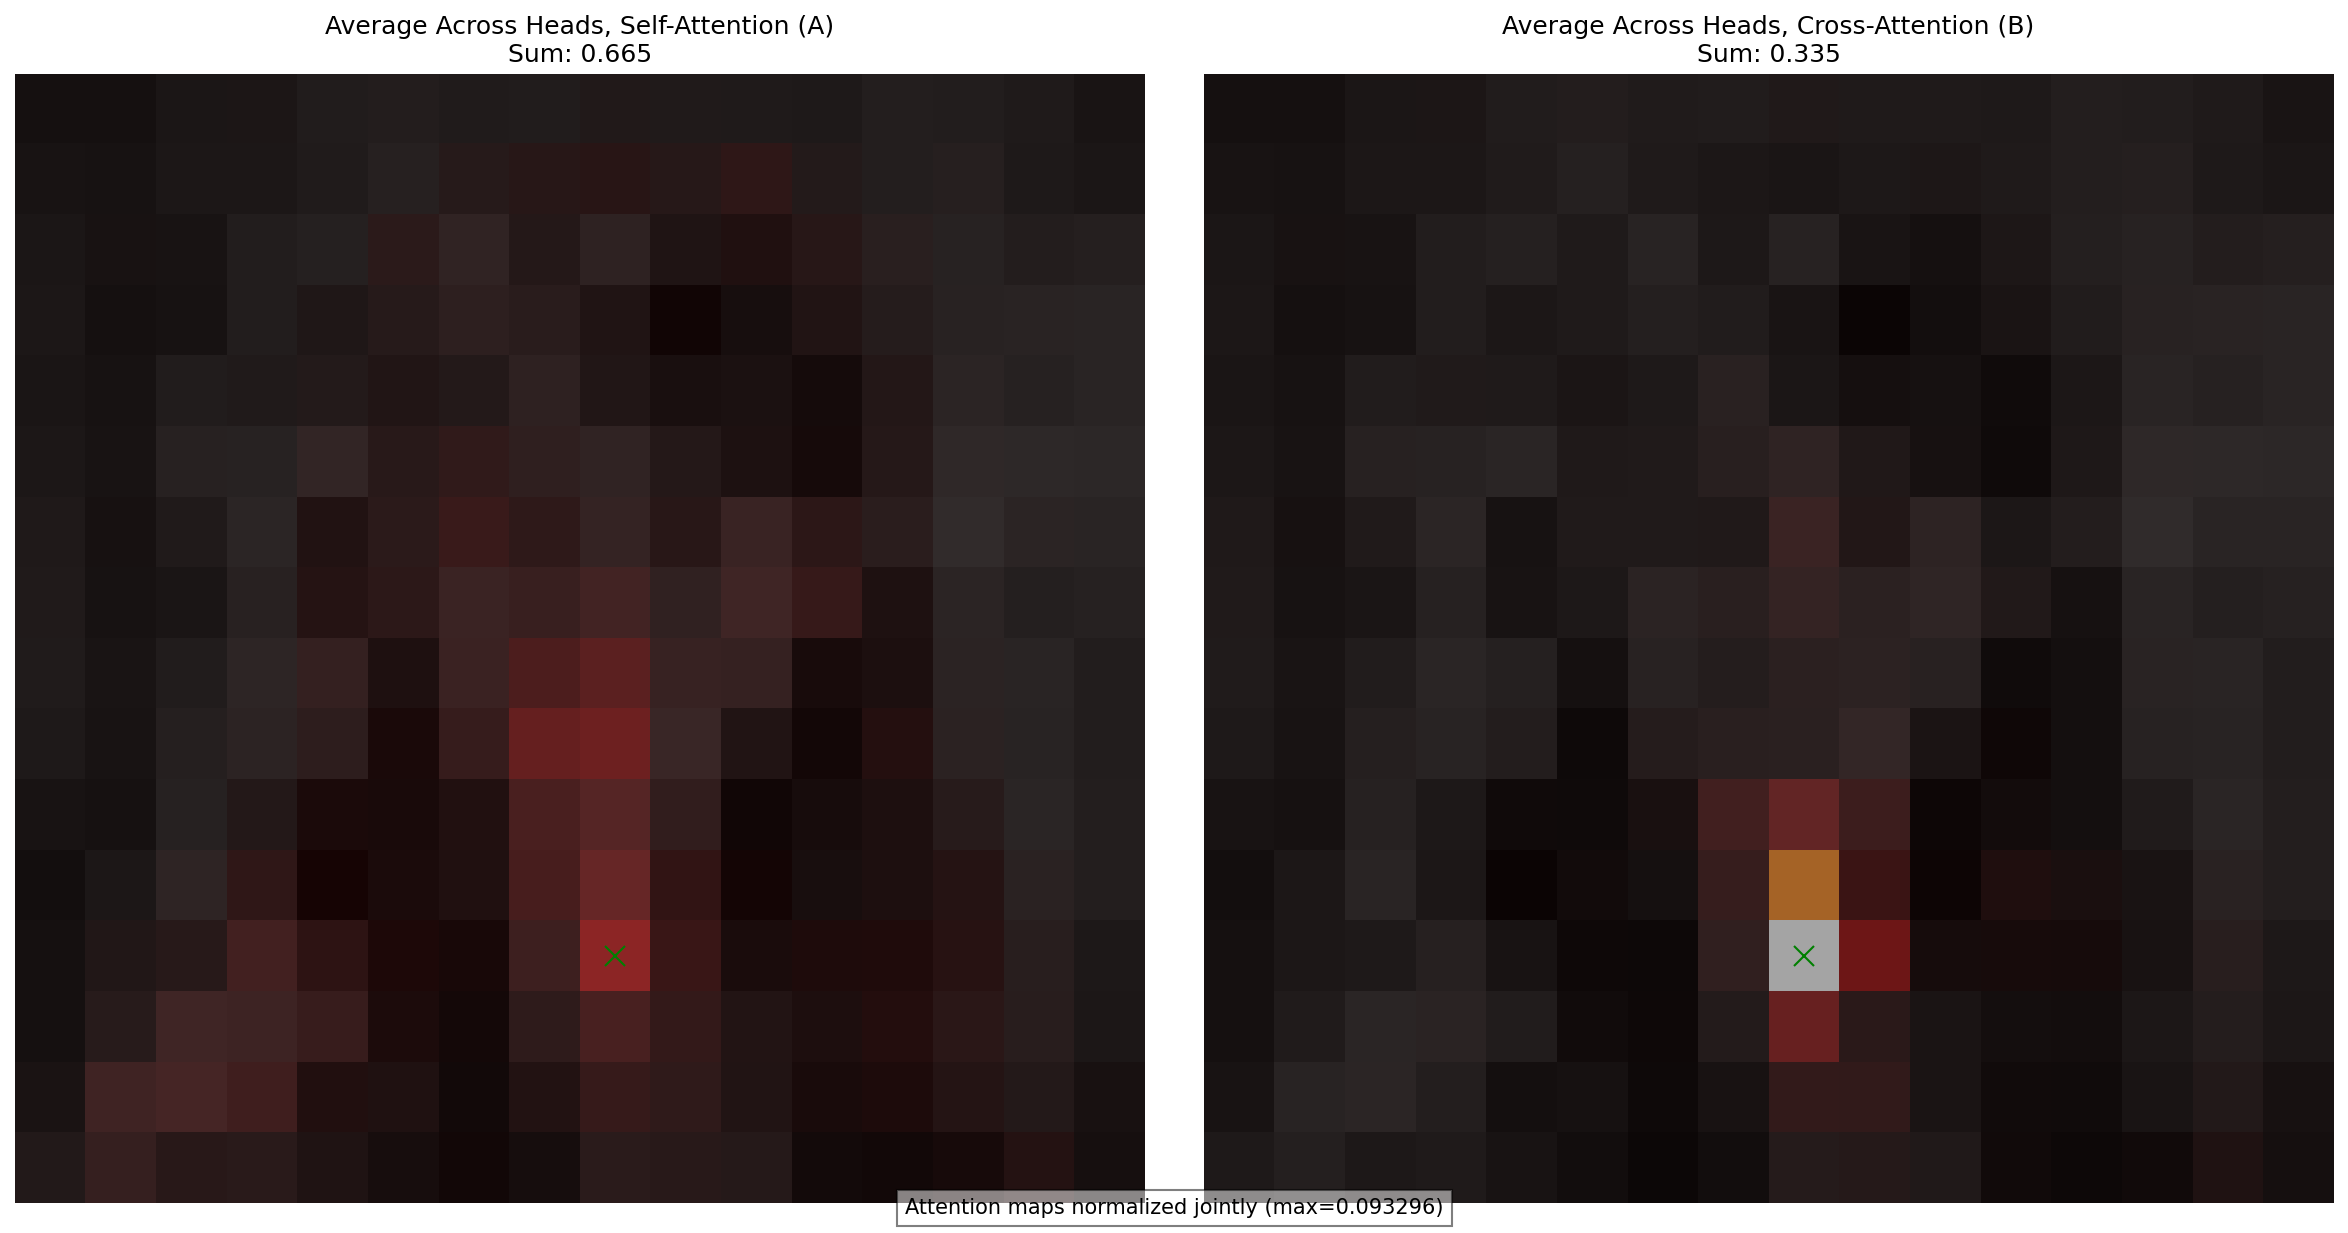 Average Across Heads, Self-Attention (A)
Sum: 0.665
Average Across Heads, Cross-Attention (B)
Sum: 0.335
Attention maps normalized jointly (max=0.093296)